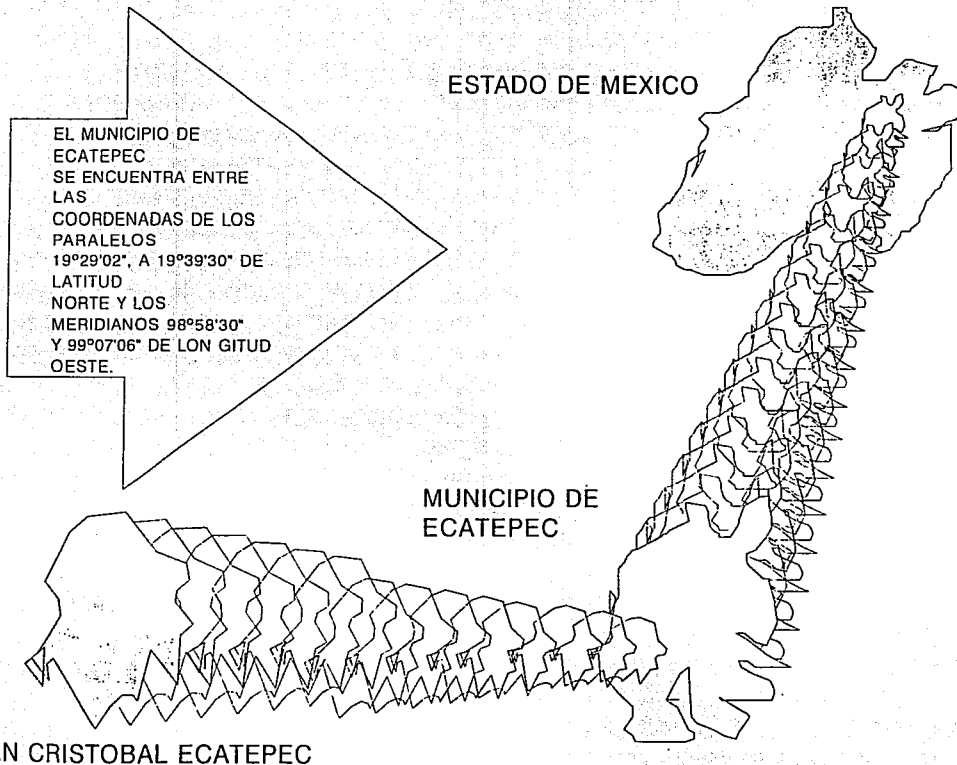 ESTADO DE MEXICO
EL MUNICIPIO DE
ECATEPEC
SE ENCUENTRA ENTRE
LAS
COORDENADAS DE LOS
PARALELOS
19º29'02", A 19º39'30" DE
LATITUD
NORTE Y LOS
MERIDIANOS 98º58'30"
Y 99º07'06" DE LON GITUD
OESTE.
MUNICIPIO DE
ECATEPEC
N CRISTOBAL ECATEPEC